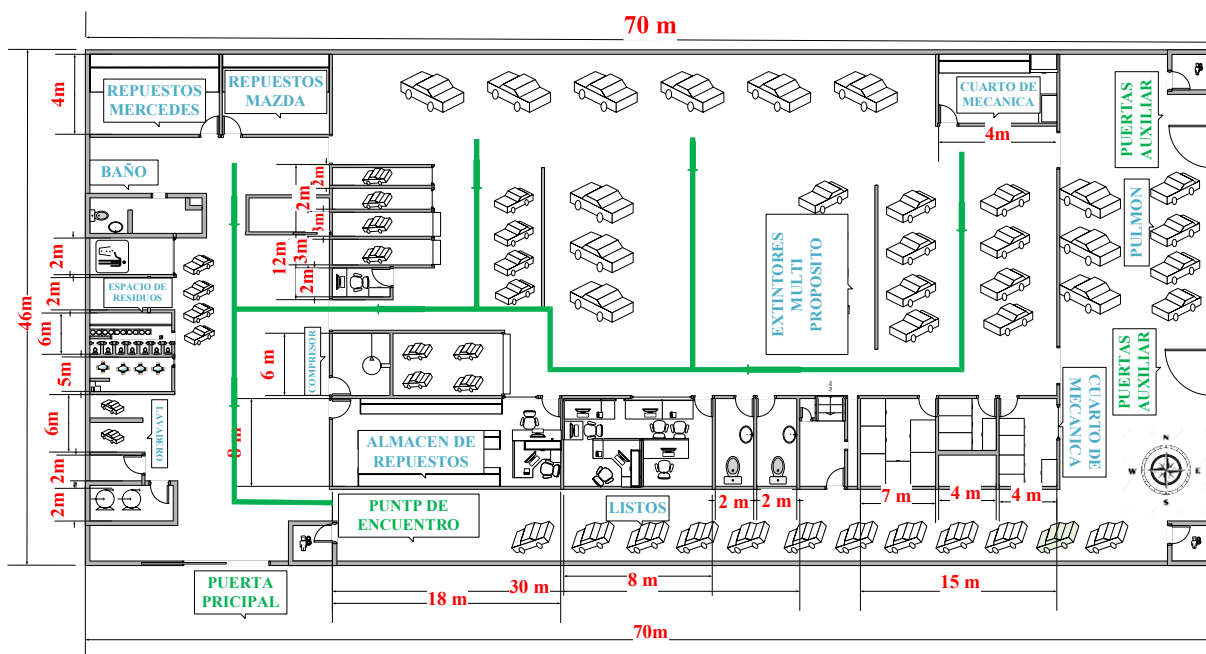 70 m
REPUESTOS
MERCEDES
REPUESTOS
MAZDA
CUARTO DE
MECANICA
4m
4m
PUERTAS
AUXILIAR
BAÑO
2m
2m
3m
3m
12m
2m
PULMON
EXTINTORES
MULTI
PROPOSITO
46m
2m
2m
ESPACIO DE
RESIDUOS
6m
5m
6m
2m
2m
LAVADERO
COMPRESOR
6 m
8 m
ALMACEN DE
REPUESTOS
PUERTAS
AUXILIAR
CUARTO DE
MECANICA
N
W
E
S
PUNTP DE
ENCUENTRO
LISTOS
2 m
2 m
7 m
4 m
4 m
PUERTA
PRICIPAL
30 m
8 m
15 m
18 m
70m